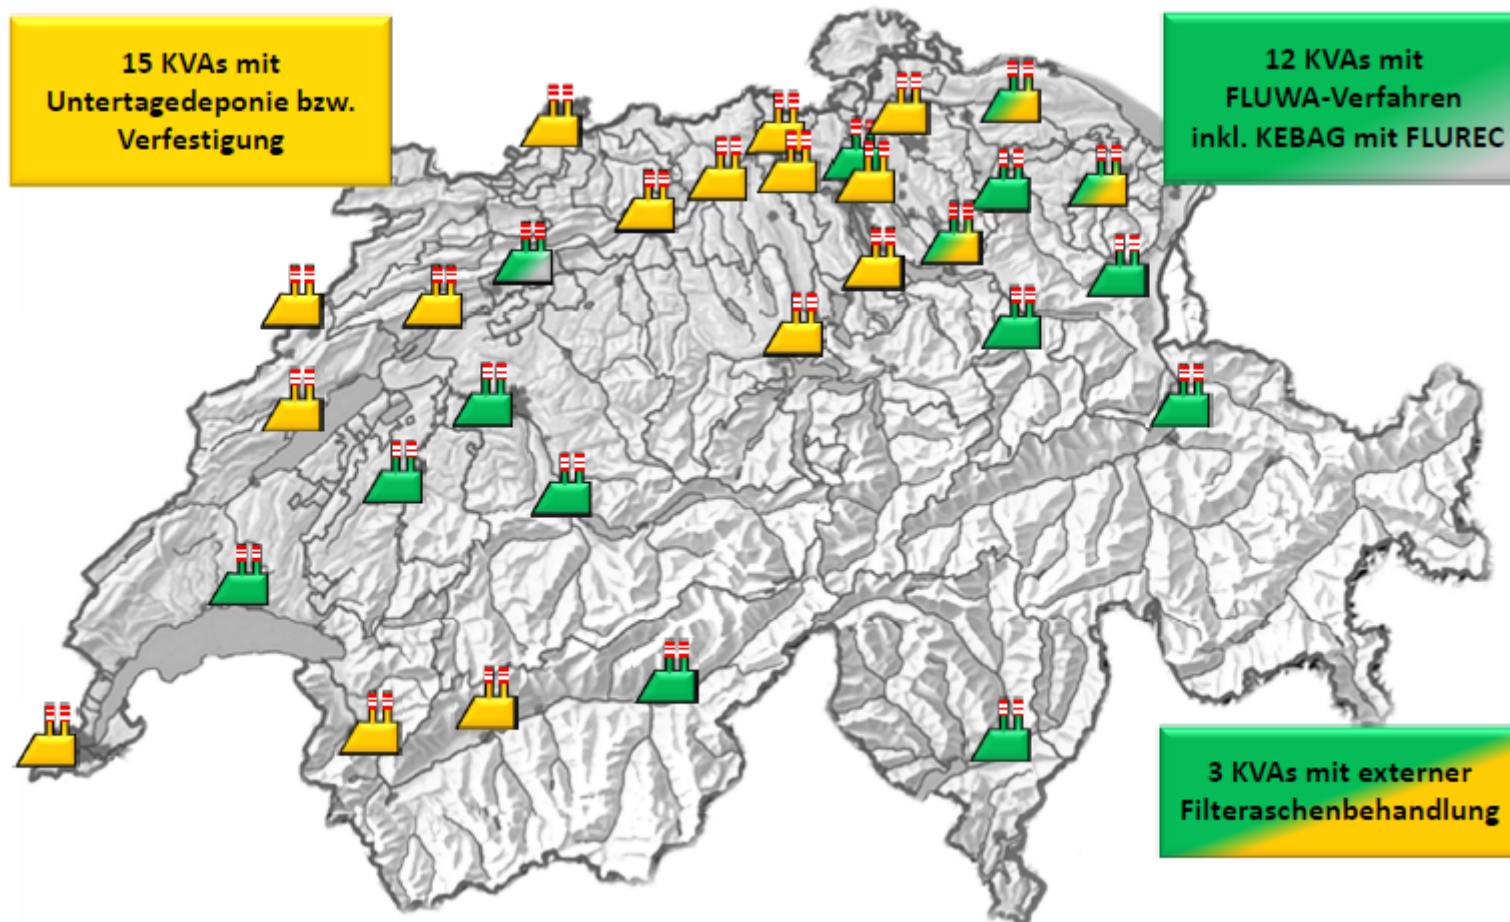 15 KVAs mit
Untertagedeponie bzw.
Verfestigung
12 KVAs mit
FLUWA-Verfahren
inkl. KEBAG mit FLUREC
3 KVAs mit externer
Filteraschenbehandlung